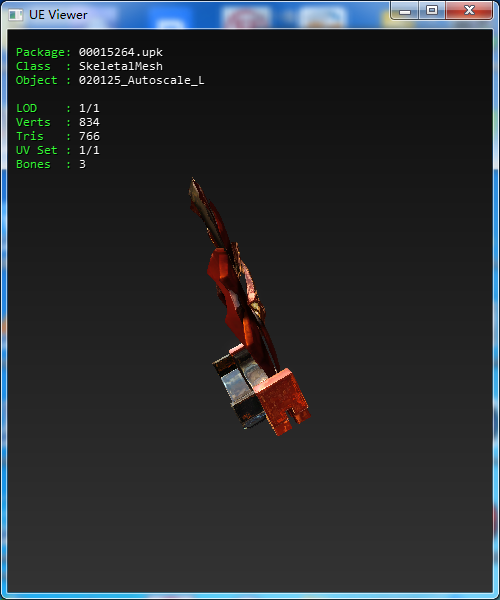 UE Viewer
Package: 00015264.upk
Class : SkeletalMesh
Object : 020125_Autoscale_L
LOD : 1/1
Verts : 834
Tris : 766
UV Set : 1/1
Bones : 3